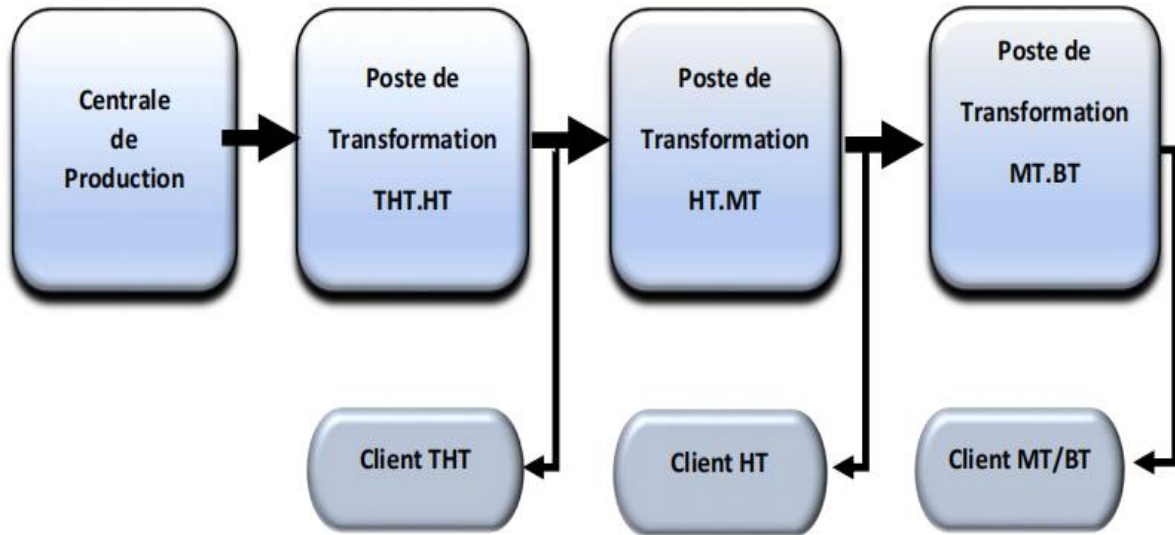 Centrale
de
Production
Poste de
Transformation
THT.HT
Poste de
Transformation
HT.MT
Poste de
Transformation
MT.BT
Client THT
Client HT
Client MT/BT